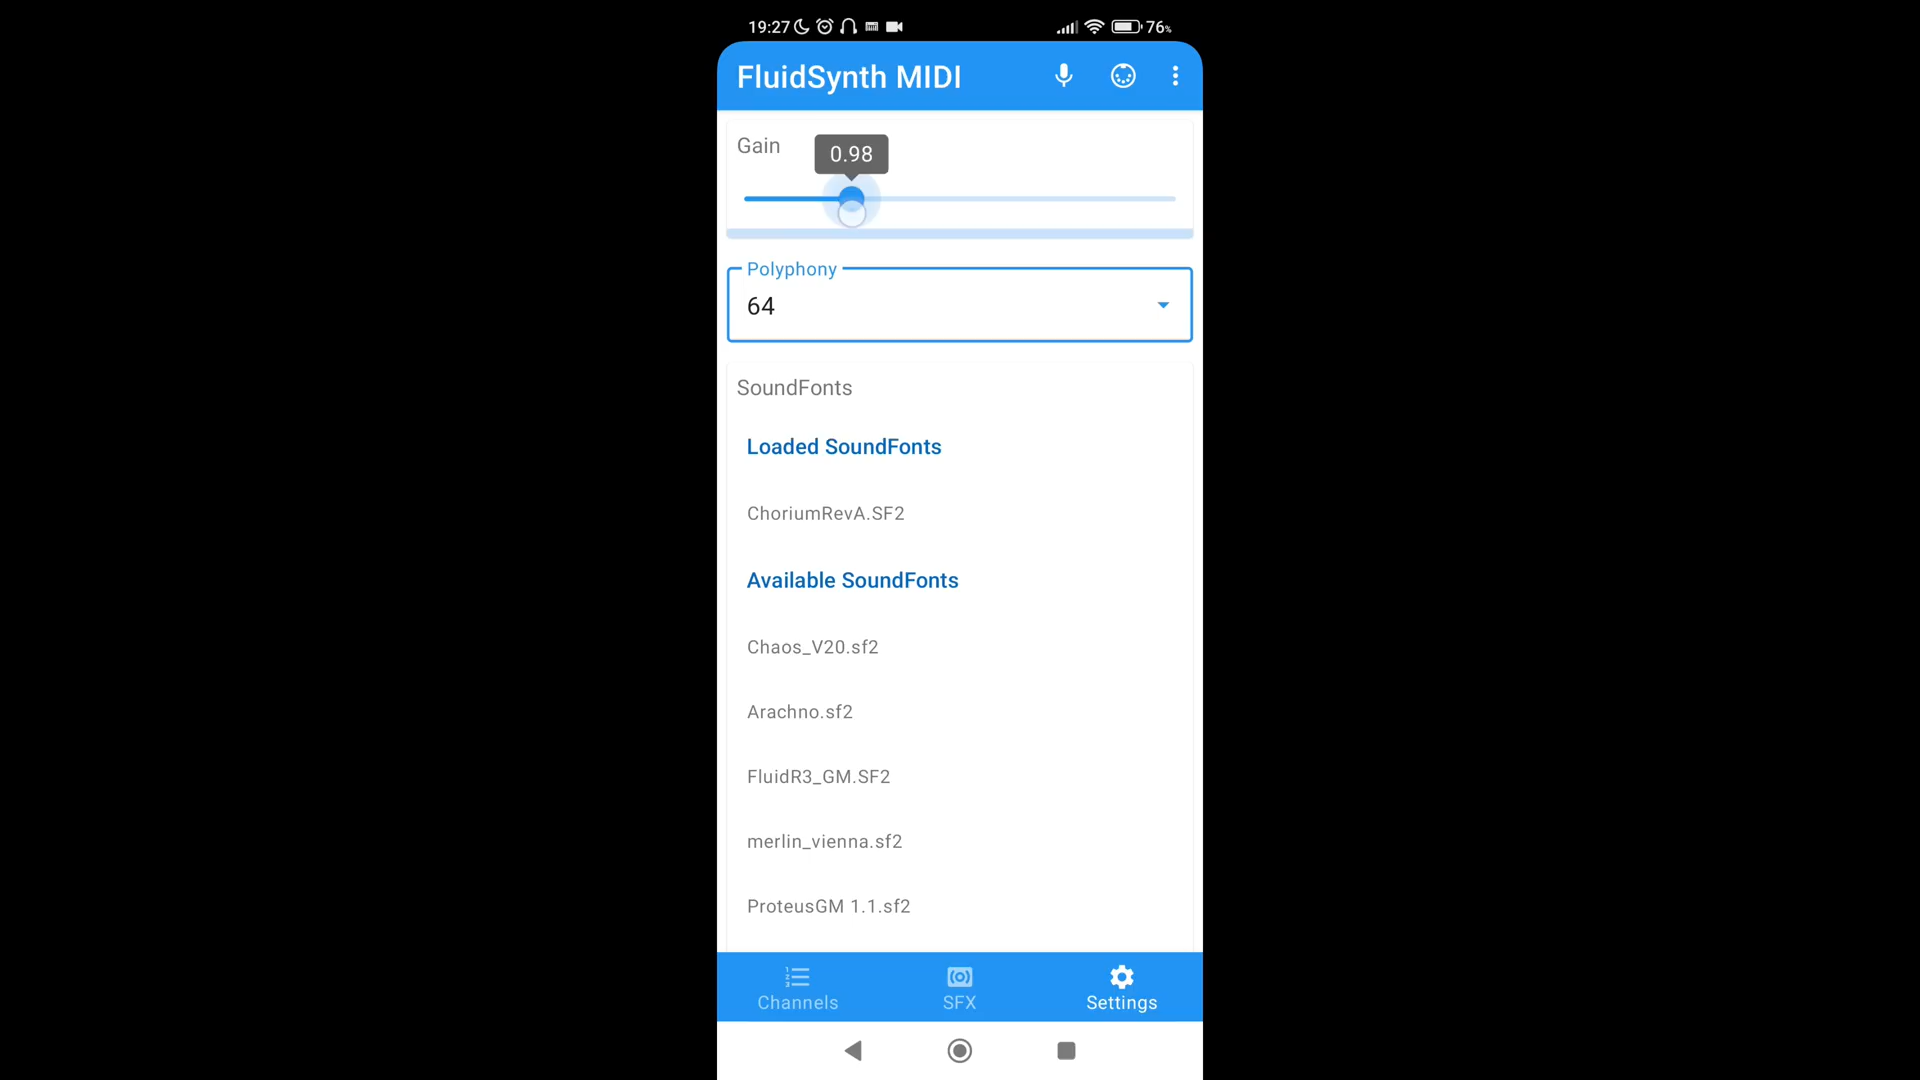 19:27 76%
FluidSynth MIDI
Gain
0.98
Polyphony
64
SoundFonts
Loaded SoundFonts
ChoriumRevA.SF2
Available SoundFonts
Chaos_V20.sf2
Arachno.sf2
FluidR3_GM.SF2
merlin_vienna.sf2
ProteusGM 1.1.sf2
Channels SFX Settings